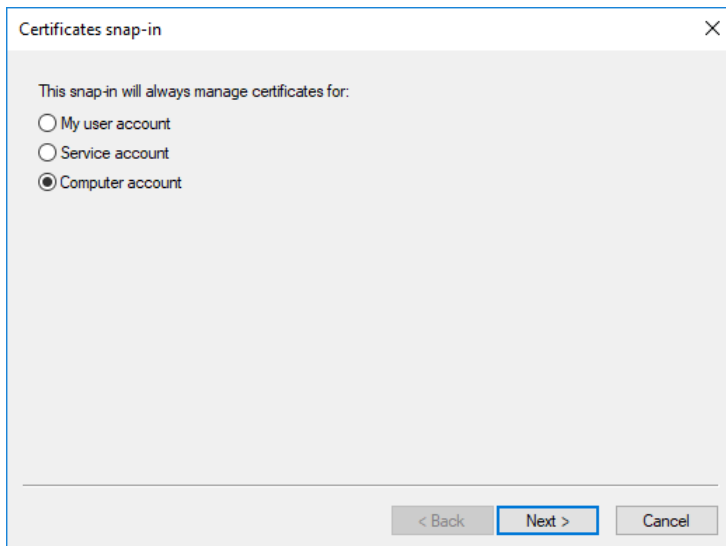 Certificates snap-in
This snap-in will always manage certificates for:
My user account
Service account
Computer account
< Back Next > Cancel